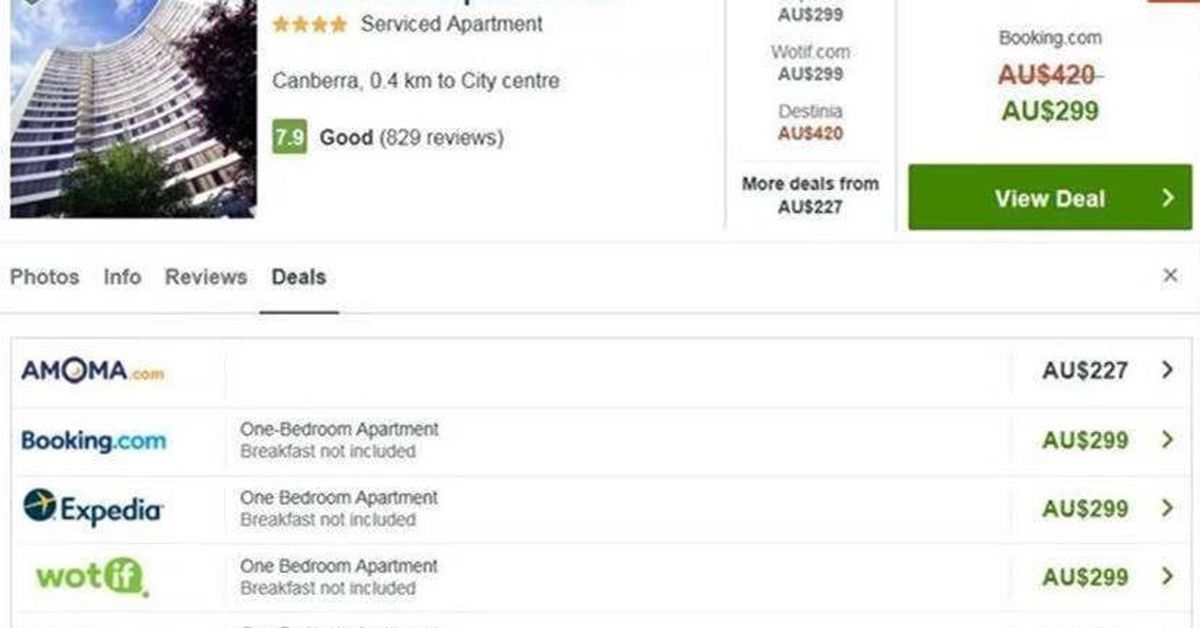 Serviced Apartment
Canberra, 0.4 km to City centre
7.9 Good (829 reviews)
AU$299
Wotif.com
AU$299
Destinia
AU$420
More deals from
AU$227
Booking.com
AU$420
AU$299
View Deal
Photos Info Reviews Deals
AMOMA.com
AU$227
Booking.com
One-Bedroom Apartment
Breakfast not included
AU$299
Expedia
One Bedroom Apartment
Breakfast not included
AU$299
wotif.
One Bedroom Apartment
Breakfast not included
AU$299